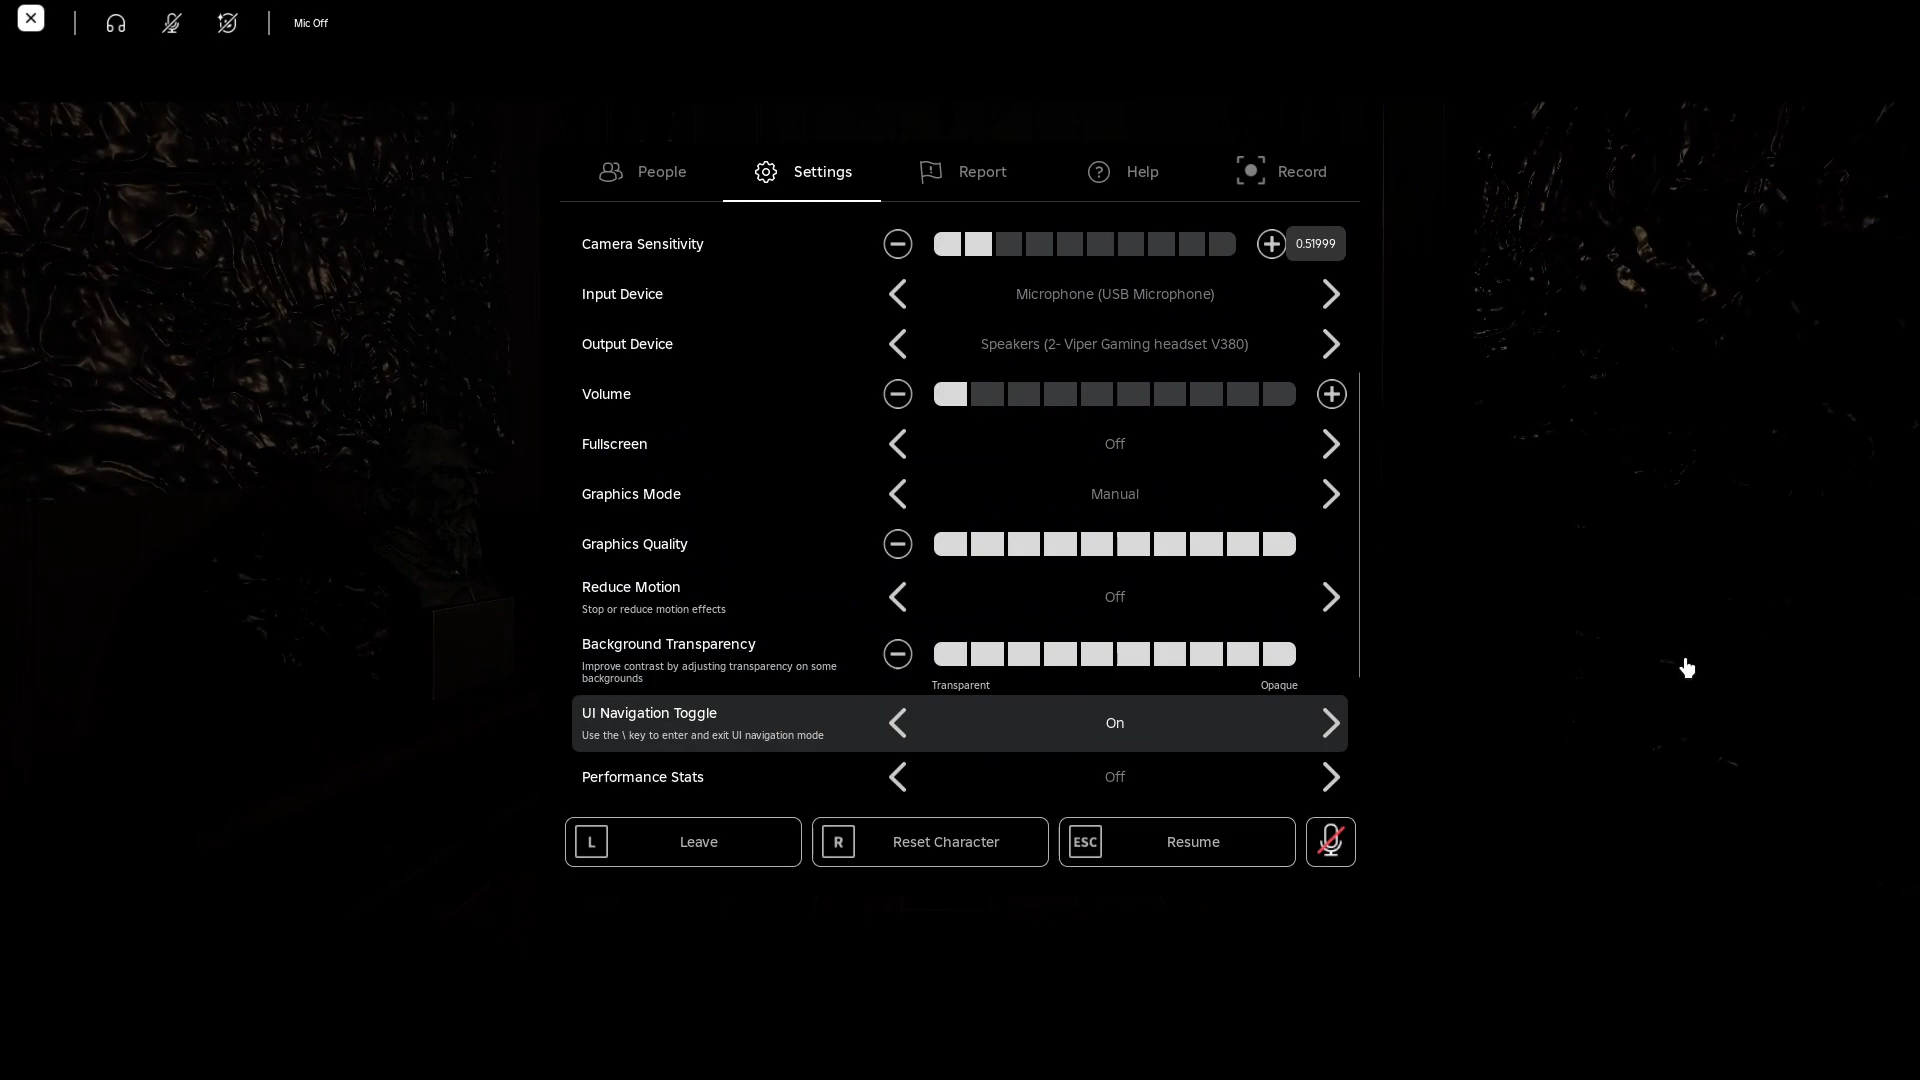 Mic Off
People
Settings
Report
Help
Record
Camera Sensitivity
0.51999
Input Device
Microphone (USB Microphone)
Output Device
Speakers (2- Viper Gaming headset V380)
Volume
Fullscreen
Off
Graphics Mode
Manual
Graphics Quality
Reduce Motion
Stop or reduce motion effects
Off
Background Transparency
Improve contrast by adjusting transparency on some
backgrounds
Transparent
Opaque
UI Navigation Toggle
Use the \ key to enter and exit UI navigation mode
On
Performance Stats
Off
L
Leave
R
Reset Character
ESC
Resume